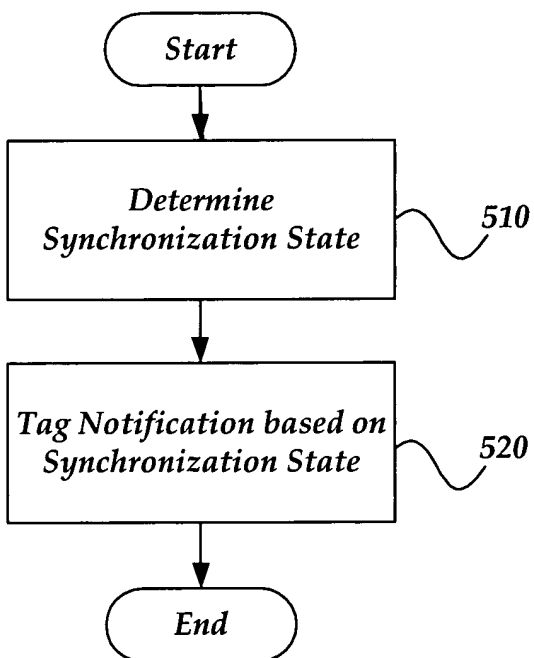 Start
Determine
Synchronization State
510
Tag Notification based on
Synchronization State
520
End